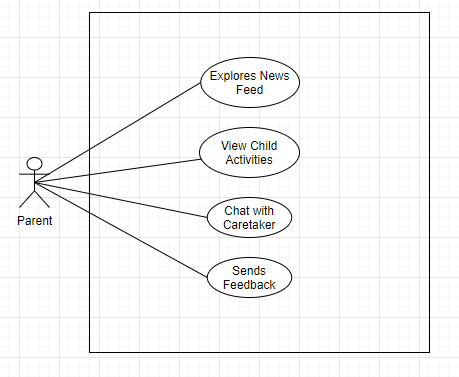 Explores News
Feed
View Child
Activities
Chat with
Caretaker
Parent
Sends
Feedback